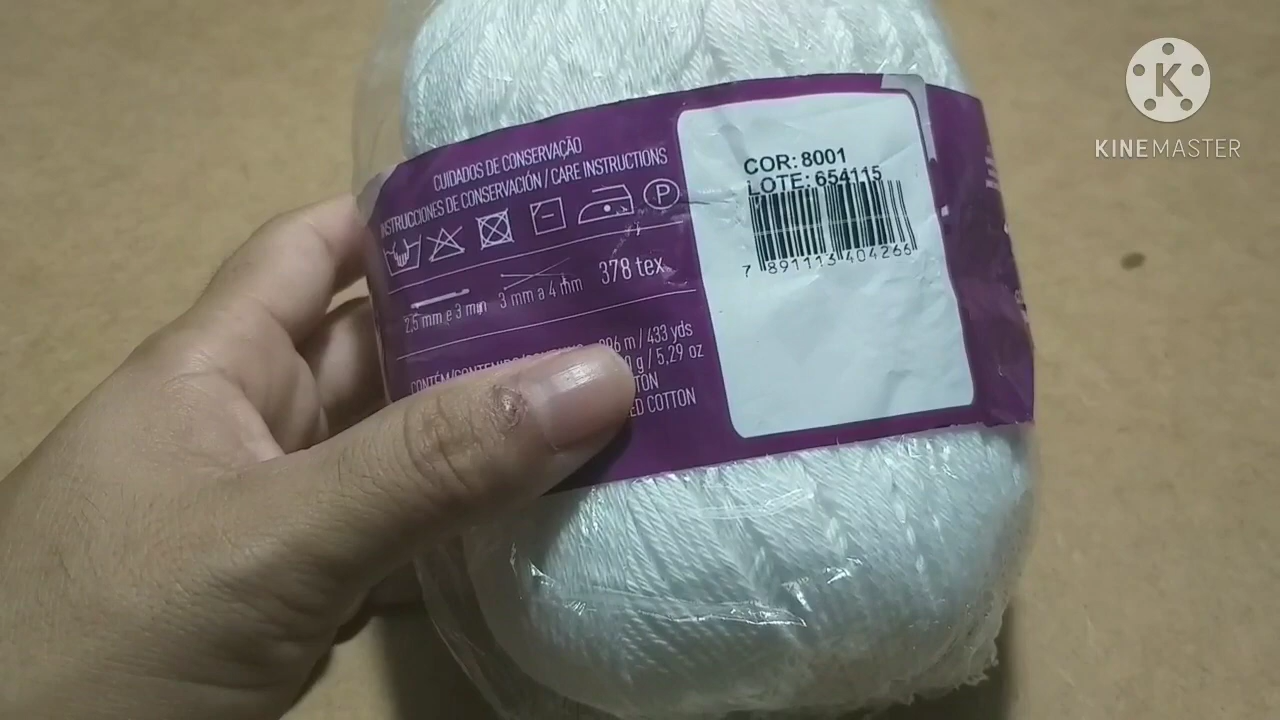 K
KINEMASTER
CUIDADOS DE CONSERVAÇÃO
INSTRUCCIONES DE CONSERVACIÓN / CARE INSTRUCTIONS
P
2,5 mm e 3 mm 3 mm a 4 mm 378 tex
396 m / 433 yds
g / 5,29 oz
COTTON
COR: 8001
LOTE: 654115
7 891113 404266